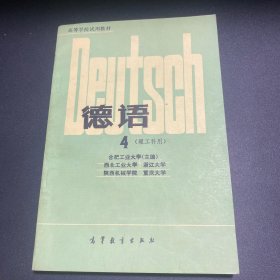 高等学校试用教材
Deutsch
德语
4 (理工科用)
合肥工业大学(主编)
西北工业大学 浙江大学
陕西机械学院 重庆大学
高等教育出版社